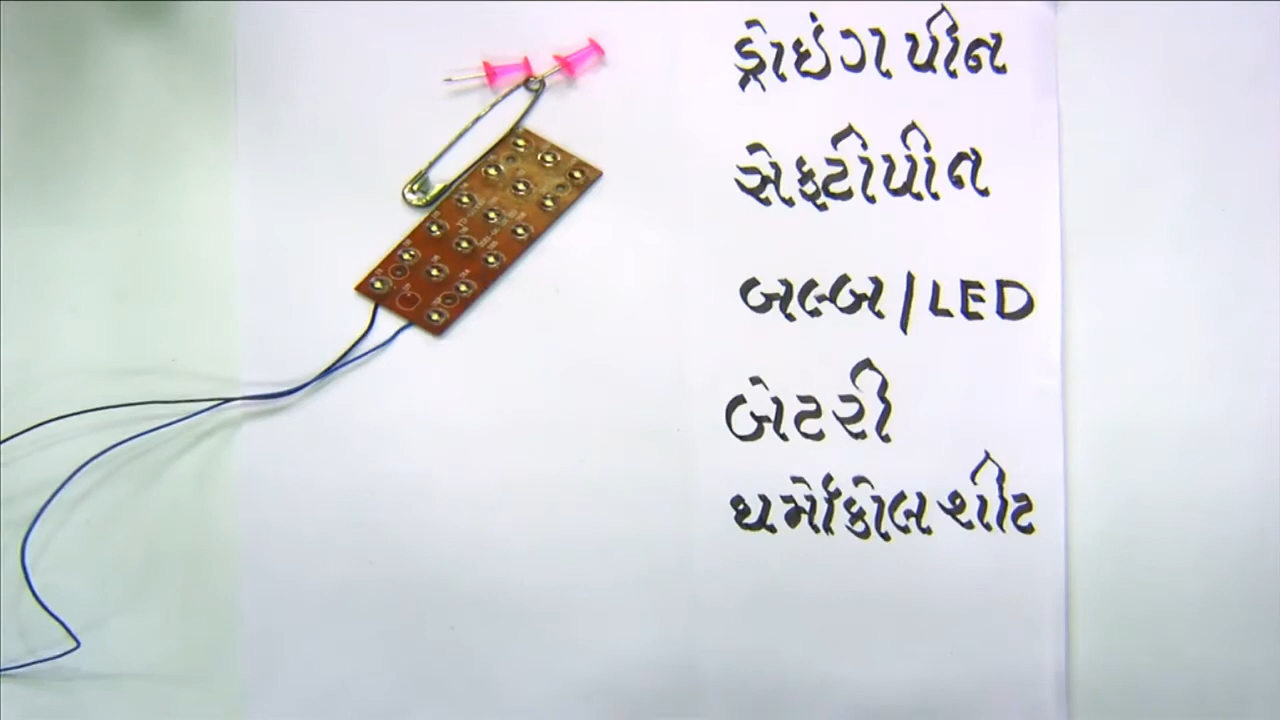 ડ્રોઇંગ પીન
સેફ્ટીપીન
બલ્બ / LED
બેટરી
થર્મોકોલ શીટ